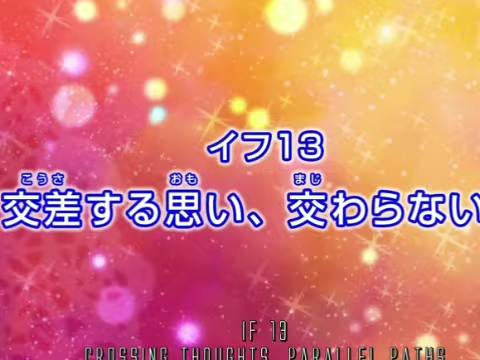 イフ13
こうさ おも まじ
交差する思い、交わらない
IF 13
CROSSING THOUGHTS, PARALLEL PATHS